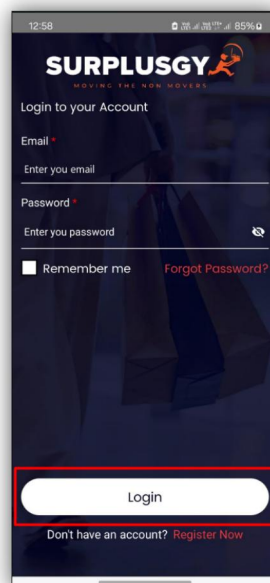 12:58
85%
SURPLUSGY
MOVING THE NON MOVERS
Login to your Account
Email *
Enter you email
Password *
Enter you password
Remember me Forgot Password?
Login
Don't have an account? Register Now